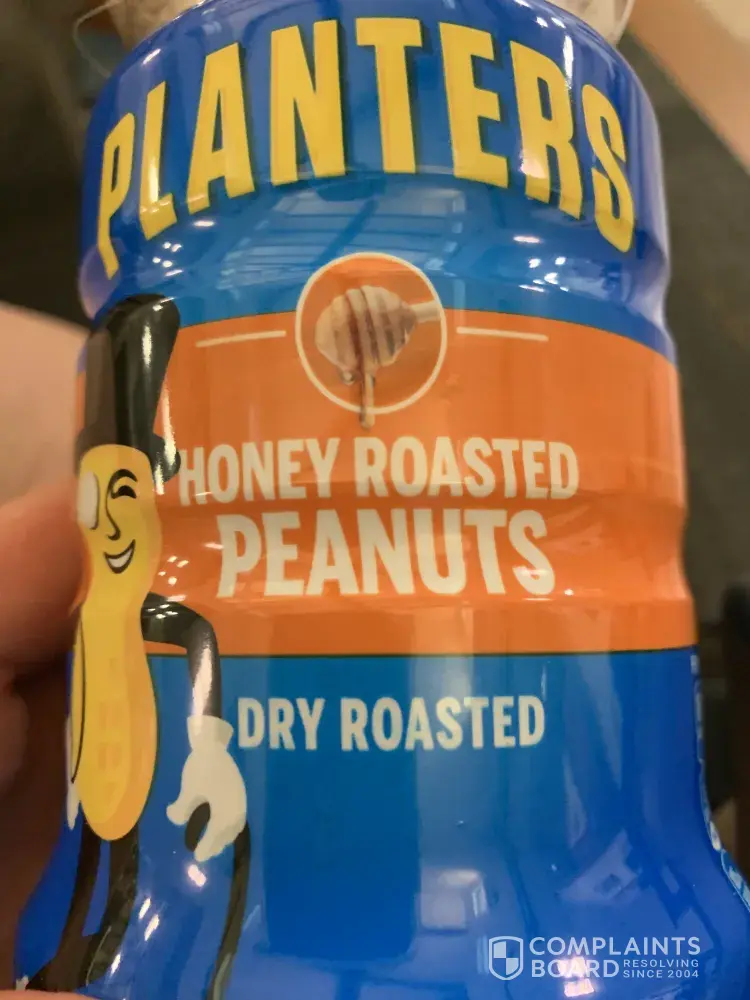 PLANTERS
HONEY ROASTED
PEANUTS
DRY ROASTED
COMPLAINTS
BOARD RESOLVING
SINCE 2004